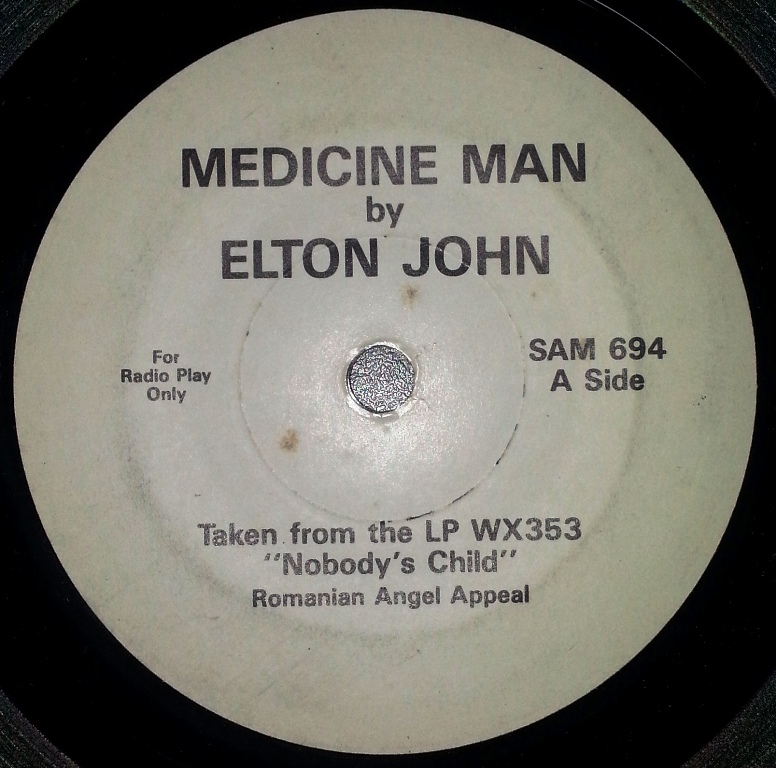 MEDICINE MAN
by
ELTON JOHN
For
Radio Play
Only
SAM 694
A Side
Taken from the LP WX353
"Nobody's Child"
Romanian Angel Appeal